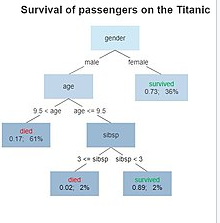 Survival of passengers on the Titanic
gender
male female
age
survived
0.73; 36%
9.5 < age age <= 9.5
died
0.17; 61%
sibsp
3 <= sibsp sibsp < 3
died
0.02; 2%
survived
0.89; 2%